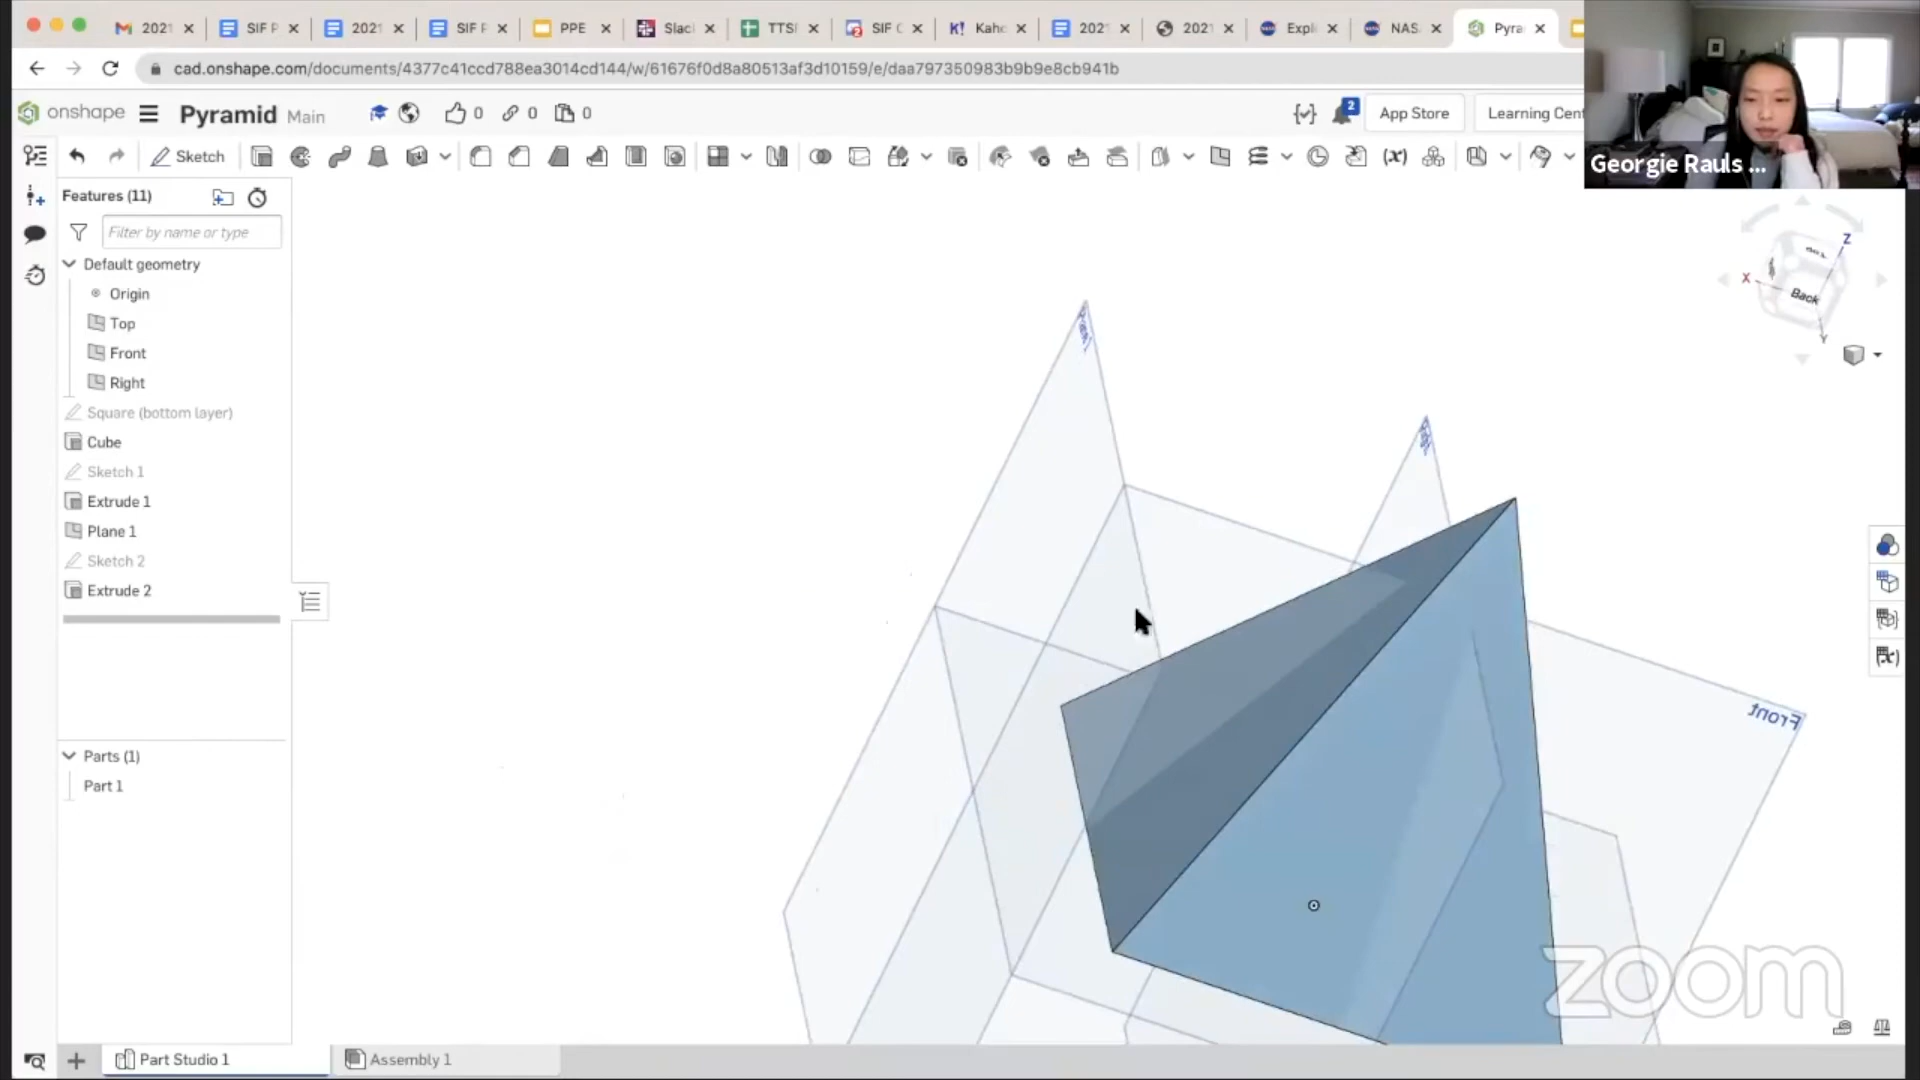 2021
SIF P
2021
SIF F
PPE
Slac
TTSI
SIF C
K! Kaho
2021
2021
Expl
NAS
Pyra
cad.onshape.com/documents/4377c41ccd788ea3014cd144/w/61676f0d8a80513af3d10159/e/daa797350983b9b9e8cb941b
onshape
Pyramid Main
0
0
0
2
App Store
Learning Cent
Georgie Rauls ...
Sketch
(x)
Features (11)
Filter by name or type
Default geometry
Origin
Top
Front
Right
Square (bottom layer)
Cube
Sketch 1
Extrude 1
Plane 1
Sketch 2
Extrude 2
Parts (1)
Part 1
Z
X
Back
Y
Front
(x)
zoom
Part Studio 1
Assembly 1